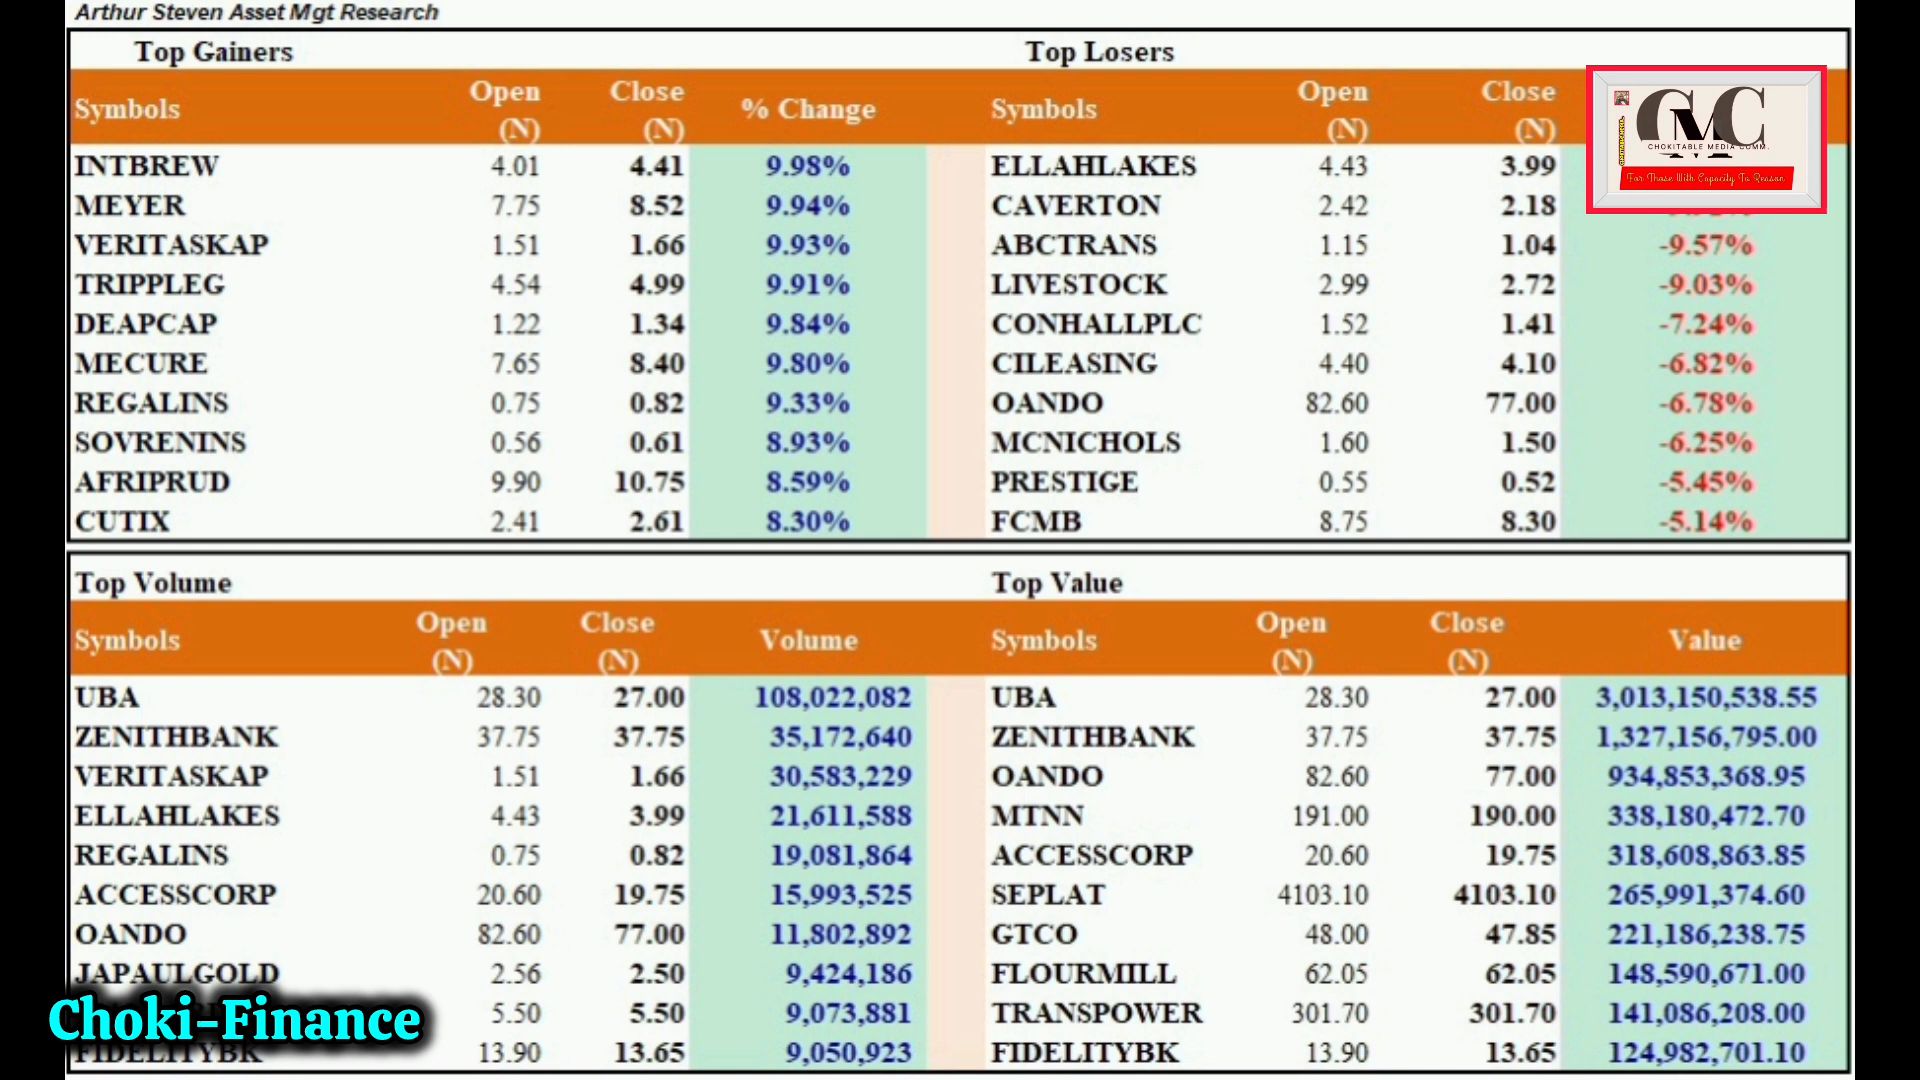 Arthur Steven Asset Mgt Research
Top Gainers Top Losers
Symbols Open (N) Close (N) % Change Symbols Open (N) Close (N)
INTBREW 4.01 4.41 9.98% ELLAHLAKES 4.43 3.99
MEYER 7.75 8.52 9.94% CAVERTON 2.42 2.18
VERITASKAP 1.51 1.66 9.93% ABCTRANS 1.15 1.04 -9.57%
TRIPPLEG 4.54 4.99 9.91% LIVESTOCK 2.99 2.72 -9.03%
DEAPCAP 1.22 1.34 9.84% CONHALLPLC 1.52 1.41 -7.24%
MECURE 7.65 8.40 9.80% CILEASING 4.40 4.10 -6.82%
REGALINS 0.75 0.82 9.33% OANDO 82.60 77.00 -6.78%
SOVRENINS 0.56 0.61 8.93% MCNICHOLS 1.60 1.50 -6.25%
AFRIPRUD 9.90 10.75 8.59% PRESTIGE 0.55 0.52 -5.45%
CUTIX 2.41 2.61 8.30% FCMB 8.75 8.30 -5.14%
CMC
CHOKITABLE MEDIA COMM.
For Those With Capacity To Reason
Top Volume Top Value
Symbols Open (N) Close (N) Volume Symbols Open (N) Close (N) Value
UBA 28.30 27.00 108,022,082 UBA 28.30 27.00 3,013,150,538.55
ZENITHBANK 37.75 37.75 35,172,640 ZENITHBANK 37.75 37.75 1,327,156,795.00
VERITASKAP 1.51 1.66 30,583,229 OANDO 82.60 77.00 934,853,368.95
ELLAHLAKES 4.43 3.99 21,611,588 MTNN 191.00 190.00 338,180,472.70
REGALINS 0.75 0.82 19,081,864 ACCESSCORP 20.60 19.75 318,608,863.85
ACCESSCORP 20.60 19.75 15,993,525 SEPLAT 4103.10 4103.10 265,991,374.60
OANDO 82.60 77.00 11,802,892 GTCO 48.00 47.85 221,186,238.75
JAPAULGOLD 2.56 2.50 9,424,186 FLOURMILL 62.05 62.05 148,590,671.00
5.50 5.50 9,073,881 TRANSPOWER 301.70 301.70 141,086,208.00
FIDELITYBK 13.90 13.65 9,050,923 FIDELITYBK 13.90 13.65 124,982,701.10
Choki-Finance